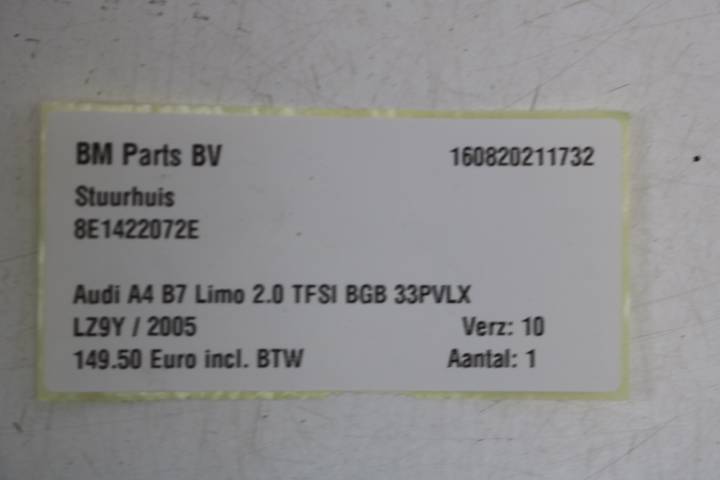 BM Parts BV 160820211732
Stuurhuis
8E1422072E
Audi A4 B7 Limo 2.0 TFSI BGB 33PVLX
LZ9Y / 2005 Verz: 10
149.50 Euro incl. BTW Aantal: 1